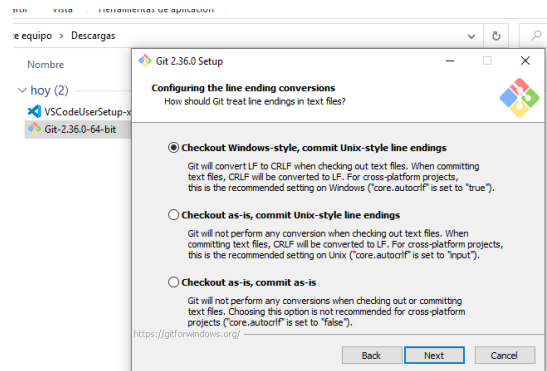 Vista
Herramientas de aplicación
equipo > Descargas
Nombre
hoy (2)
VSCodeUserSetup-x
Git-2.36.0-64-bit
Git 2.36.0 Setup
Configuring the line ending conversions
How should Git treat line endings in text files?
Checkout Windows-style, commit Unix-style line endings
Git will convert LF to CRLF when checking out text files. When committing
text files, CRLF will be converted to LF. For cross-platform projects,
this is the recommended setting on Windows ("core.autocrlf" is set to "true").
Checkout as-is, commit Unix-style line endings
Git will not perform any conversion when checking out text files. When
committing text files, CRLF will be converted to LF. For cross-platform projects,
this is the recommended setting on Unix ("core.autocrlf" is set to "input").
Checkout as-is, commit as-is
Git will not perform any conversions when checking out or committing
text files. Choosing this option is not recommended for cross-platform
projects ("core.autocrlf" is set to "false").
https://gitforwindows.org/
Back
Next
Cancel